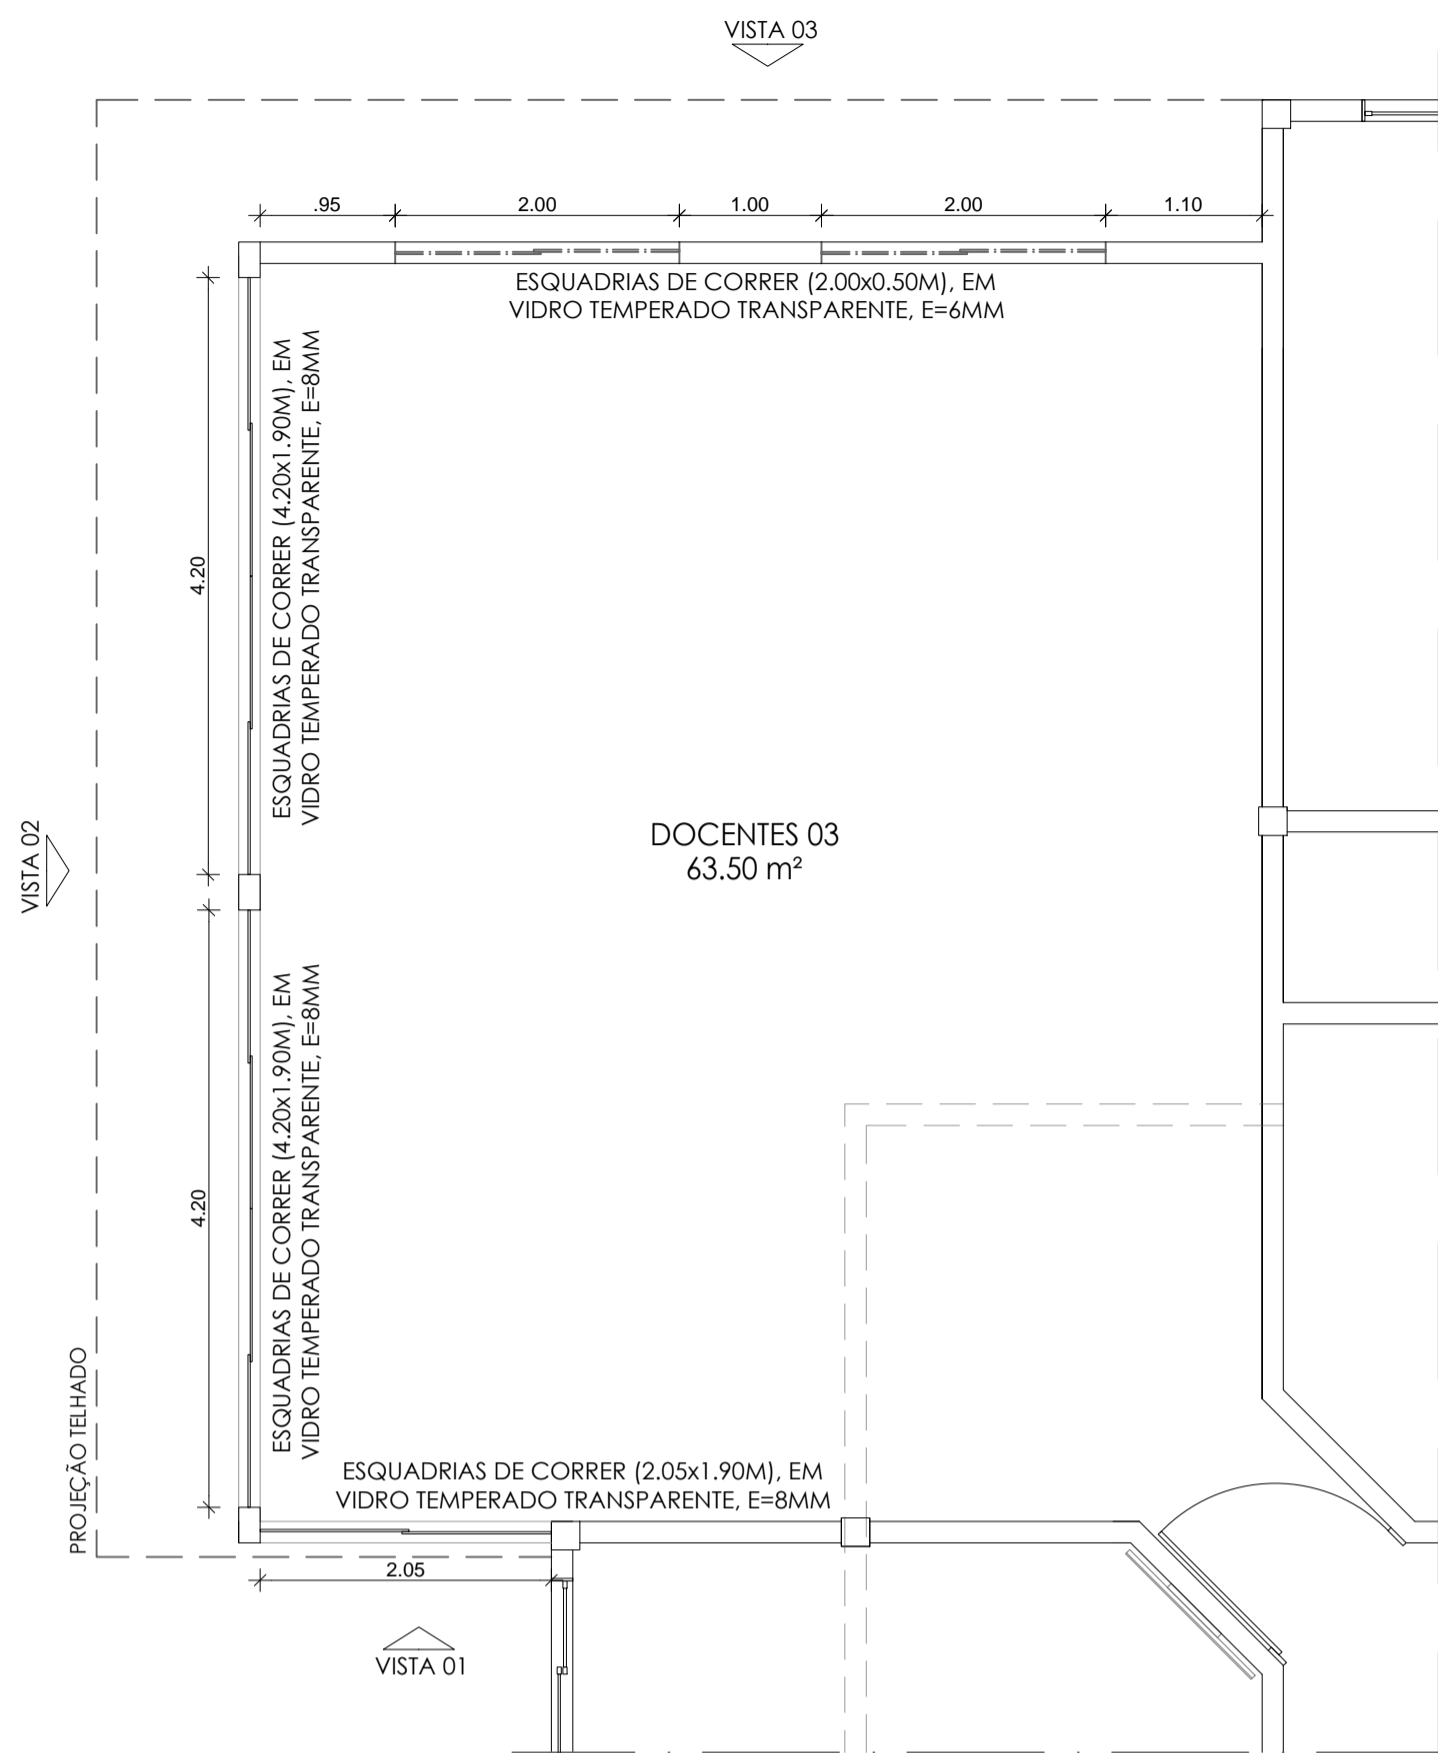 VISTA 03
.95
2.00
1.00
2.00
1.10
ESQUADRIAS DE CORRER (2.00x0.50M), EM
VIDRO TEMPERADO TRANSPARENTE, E=6MM
4.20
ESQUADRIAS DE CORRER (4.20x1.90M), EM
VIDRO TEMPERADO TRANSPARENTE, E=8MM
DOCENTES 03
63.50 m²
VISTA 02
4.20
ESQUADRIAS DE CORRER (4.20x1.90M), EM
VIDRO TEMPERADO TRANSPARENTE, E=8MM
PROJEÇÃO TELHADO
ESQUADRIAS DE CORRER (2.05x1.90M), EM
VIDRO TEMPERADO TRANSPARENTE, E=8MM
2.05
VISTA 01